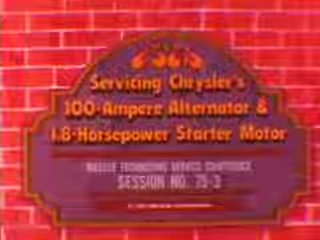 Servicing Chrysler's
100-Ampere Alternator &
1.8-Horsepower Starter Motor
MASTER TECHNICIANS SERVICE CONFERENCE
SESSION NO. 75-3